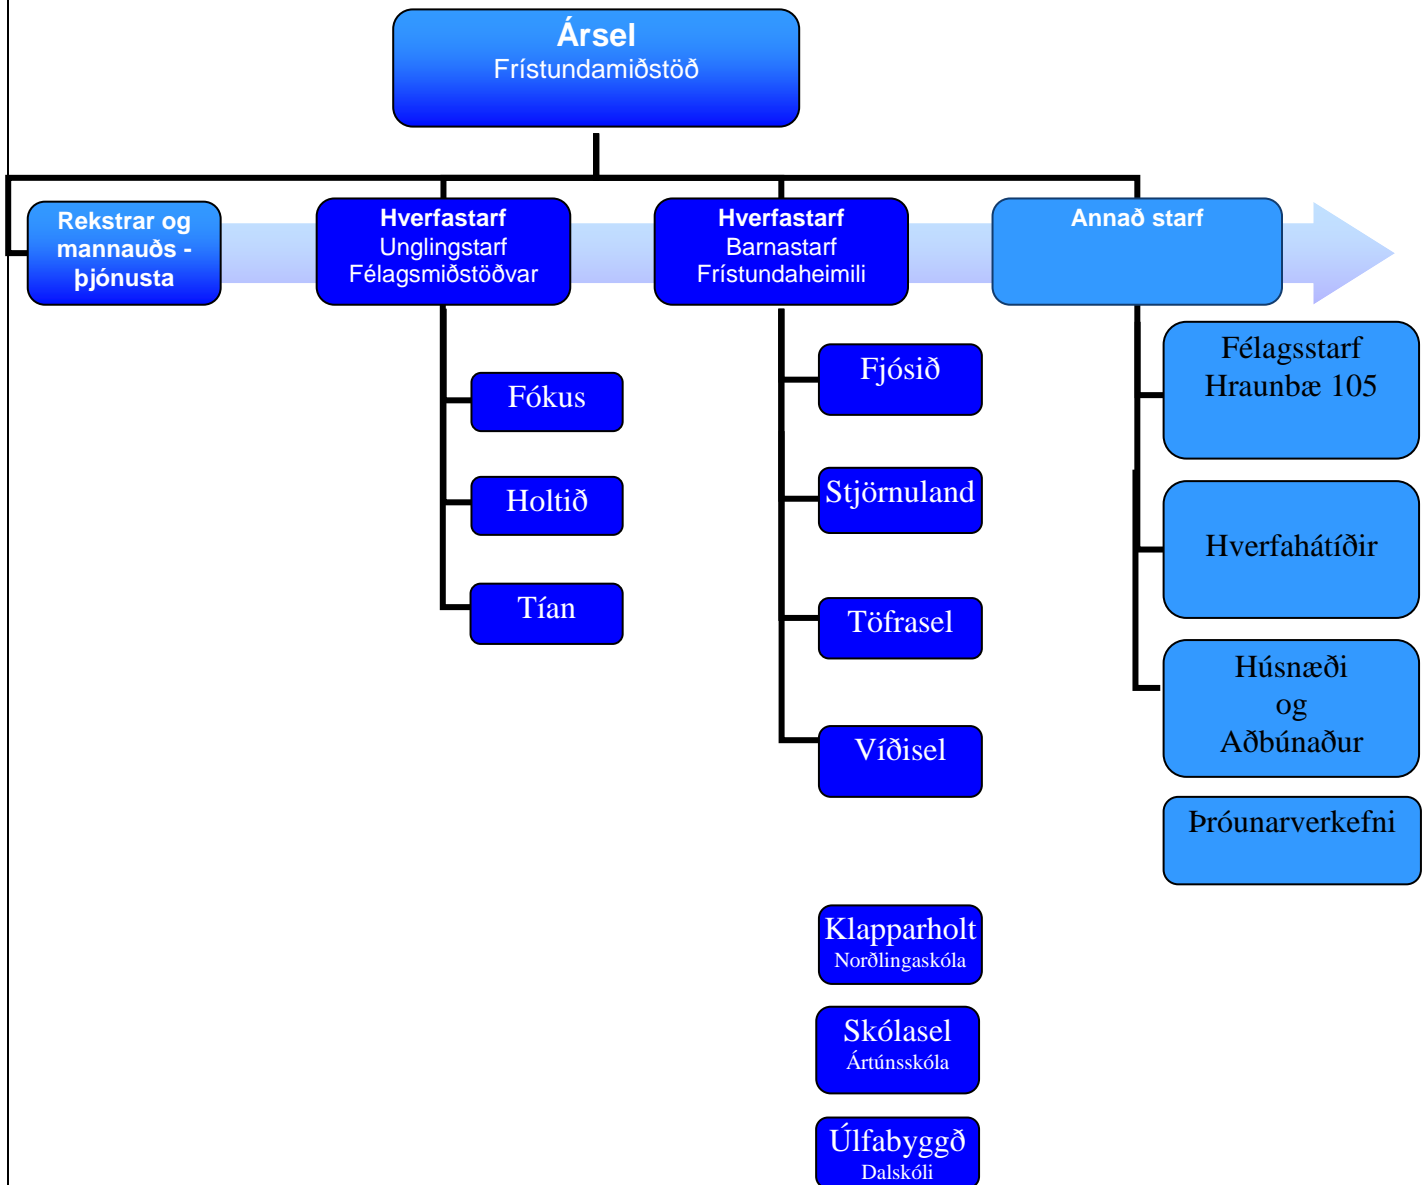 Ársel
Frístundamiðstöð
Rekstrar og
mannauðs -
þjónusta
Hverfastarf
Unglingstarf
Félagsmiðstöðvar
Hverfastarf
Barnastarf
Frístundaheimili
Annað starf
Fókus
Holtið
Tían
Fjósið
Stjörnuland
Töfrasel
Víðisel
Klapparholt
Norðlingaskóla
Skólasel
Ártúnsskóla
Úlfabyggð
Dalskóli
Félagsstarf
Hraunbæ 105
Hverfahátíðir
Húsnæði
og
Aðbúnaður
Þróunarverkefni